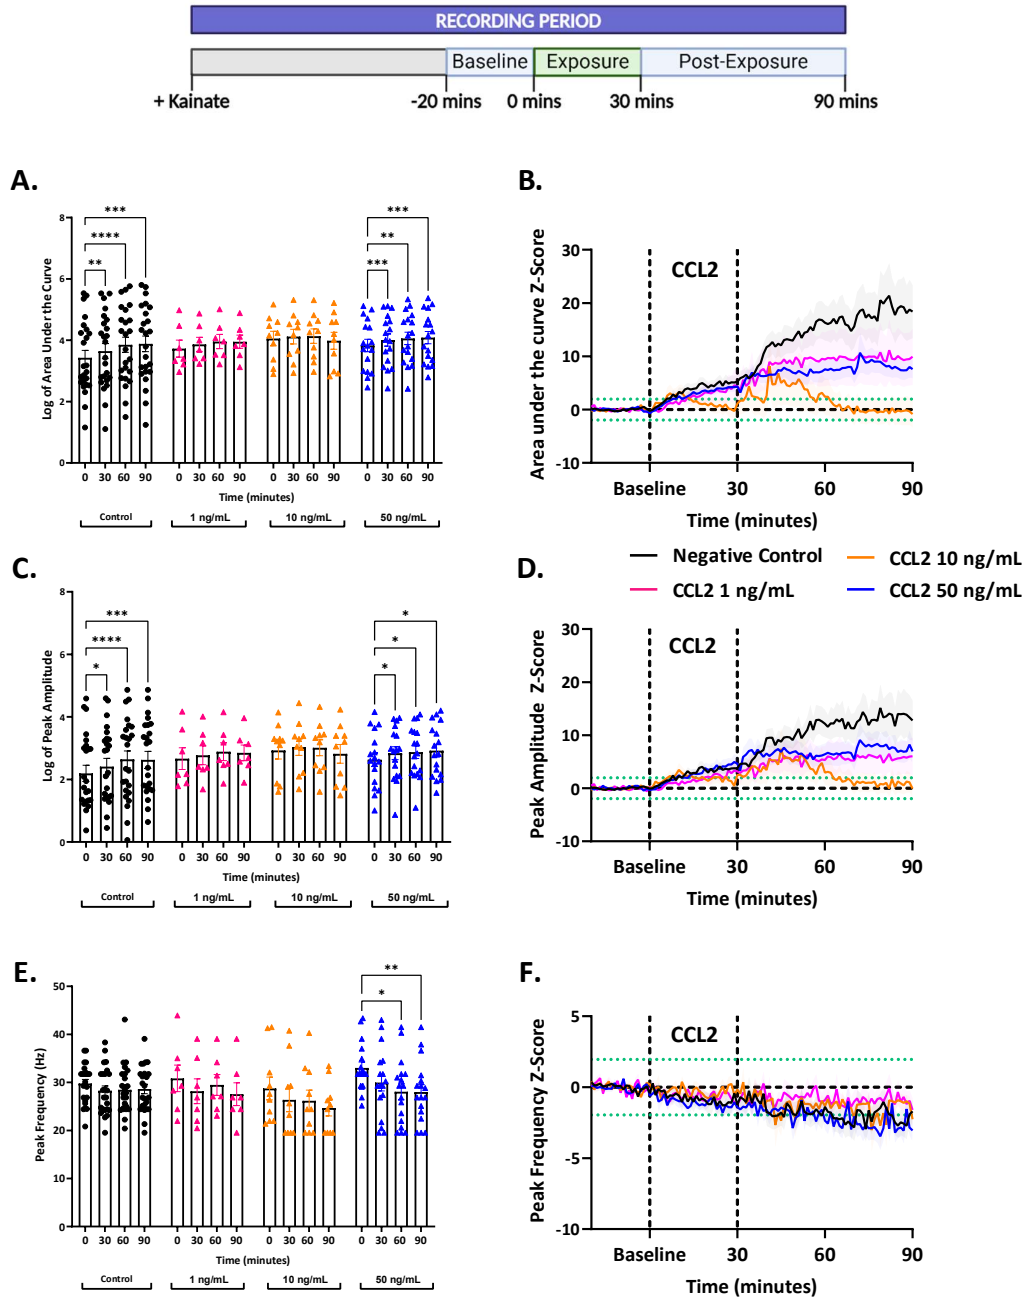 RECORDING PERIOD
Baseline Exposure Post-Exposure
+ Kainate -20 mins 0 mins 30 mins 90 mins
A.
Log of Area Under the Curve
8
6
4
2
0
***
****
**
***
**
***
0 30 60 90 0 30 60 90 0 30 60 90 0 30 60 90
Time (minutes)
Control 1 ng/mL 10 ng/mL 50 ng/mL
B.
Area under the curve Z-Score
30
20
10
0
-10
CCL2
Baseline 30 60 90
Time (minutes)
Negative Control CCL2 10 ng/mL
CCL2 1 ng/mL CCL2 50 ng/mL
C.
Log of Peak Amplitude
8
6
4
2
0
***
****
*
*
*
*
0 30 60 90 0 30 60 90 0 30 60 90 0 30 60 90
Time (minutes)
Control 1 ng/mL 10 ng/mL 50 ng/mL
D.
Peak Amplitude Z-Score
30
20
10
0
-10
CCL2
Baseline 30 60 90
Time (minutes)
E.
Peak Frequency (Hz)
50
40
30
20
10
0
**
*
0 30 60 90 0 30 60 90 0 30 60 90 0 30 60 90
Time (minutes)
Control 1 ng/mL 10 ng/mL 50 ng/mL
F.
Peak Frequency Z-Score
5
0
-5
-10
CCL2
Baseline 30 60 90
Time (minutes)